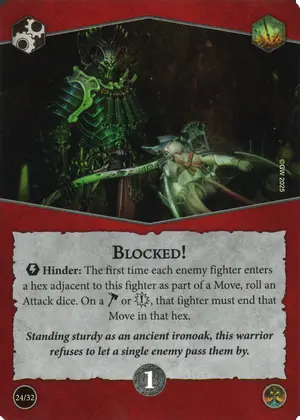 ©GW 2025
BLOCKED!
Hinder: The first time each enemy fighter enters
a hex adjacent to this fighter as part of a Move, roll an
Attack dice. On a or , that fighter must end that
Move in that hex.
Standing sturdy as an ancient ironoak, this warrior
refuses to let a single enemy pass them by.
24/32
1